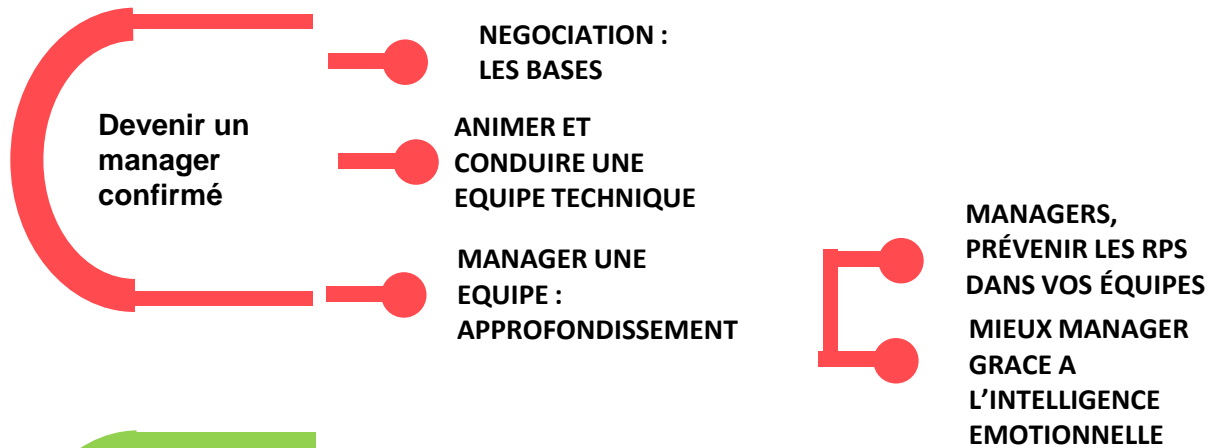 NEGOCIATION :
LES BASES
Devenir un
manager
confirmé
ANIMER ET
CONDUIRE UNE
EQUIPE TECHNIQUE
MANAGER UNE
EQUIPE :
APPROFONDISSEMENT
MANAGERS,
PRÉVENIR LES RPS
DANS VOS ÉQUIPES
MIEUX MANAGER
GRACE A
L’INTELLIGENCE
EMOTIONNELLE